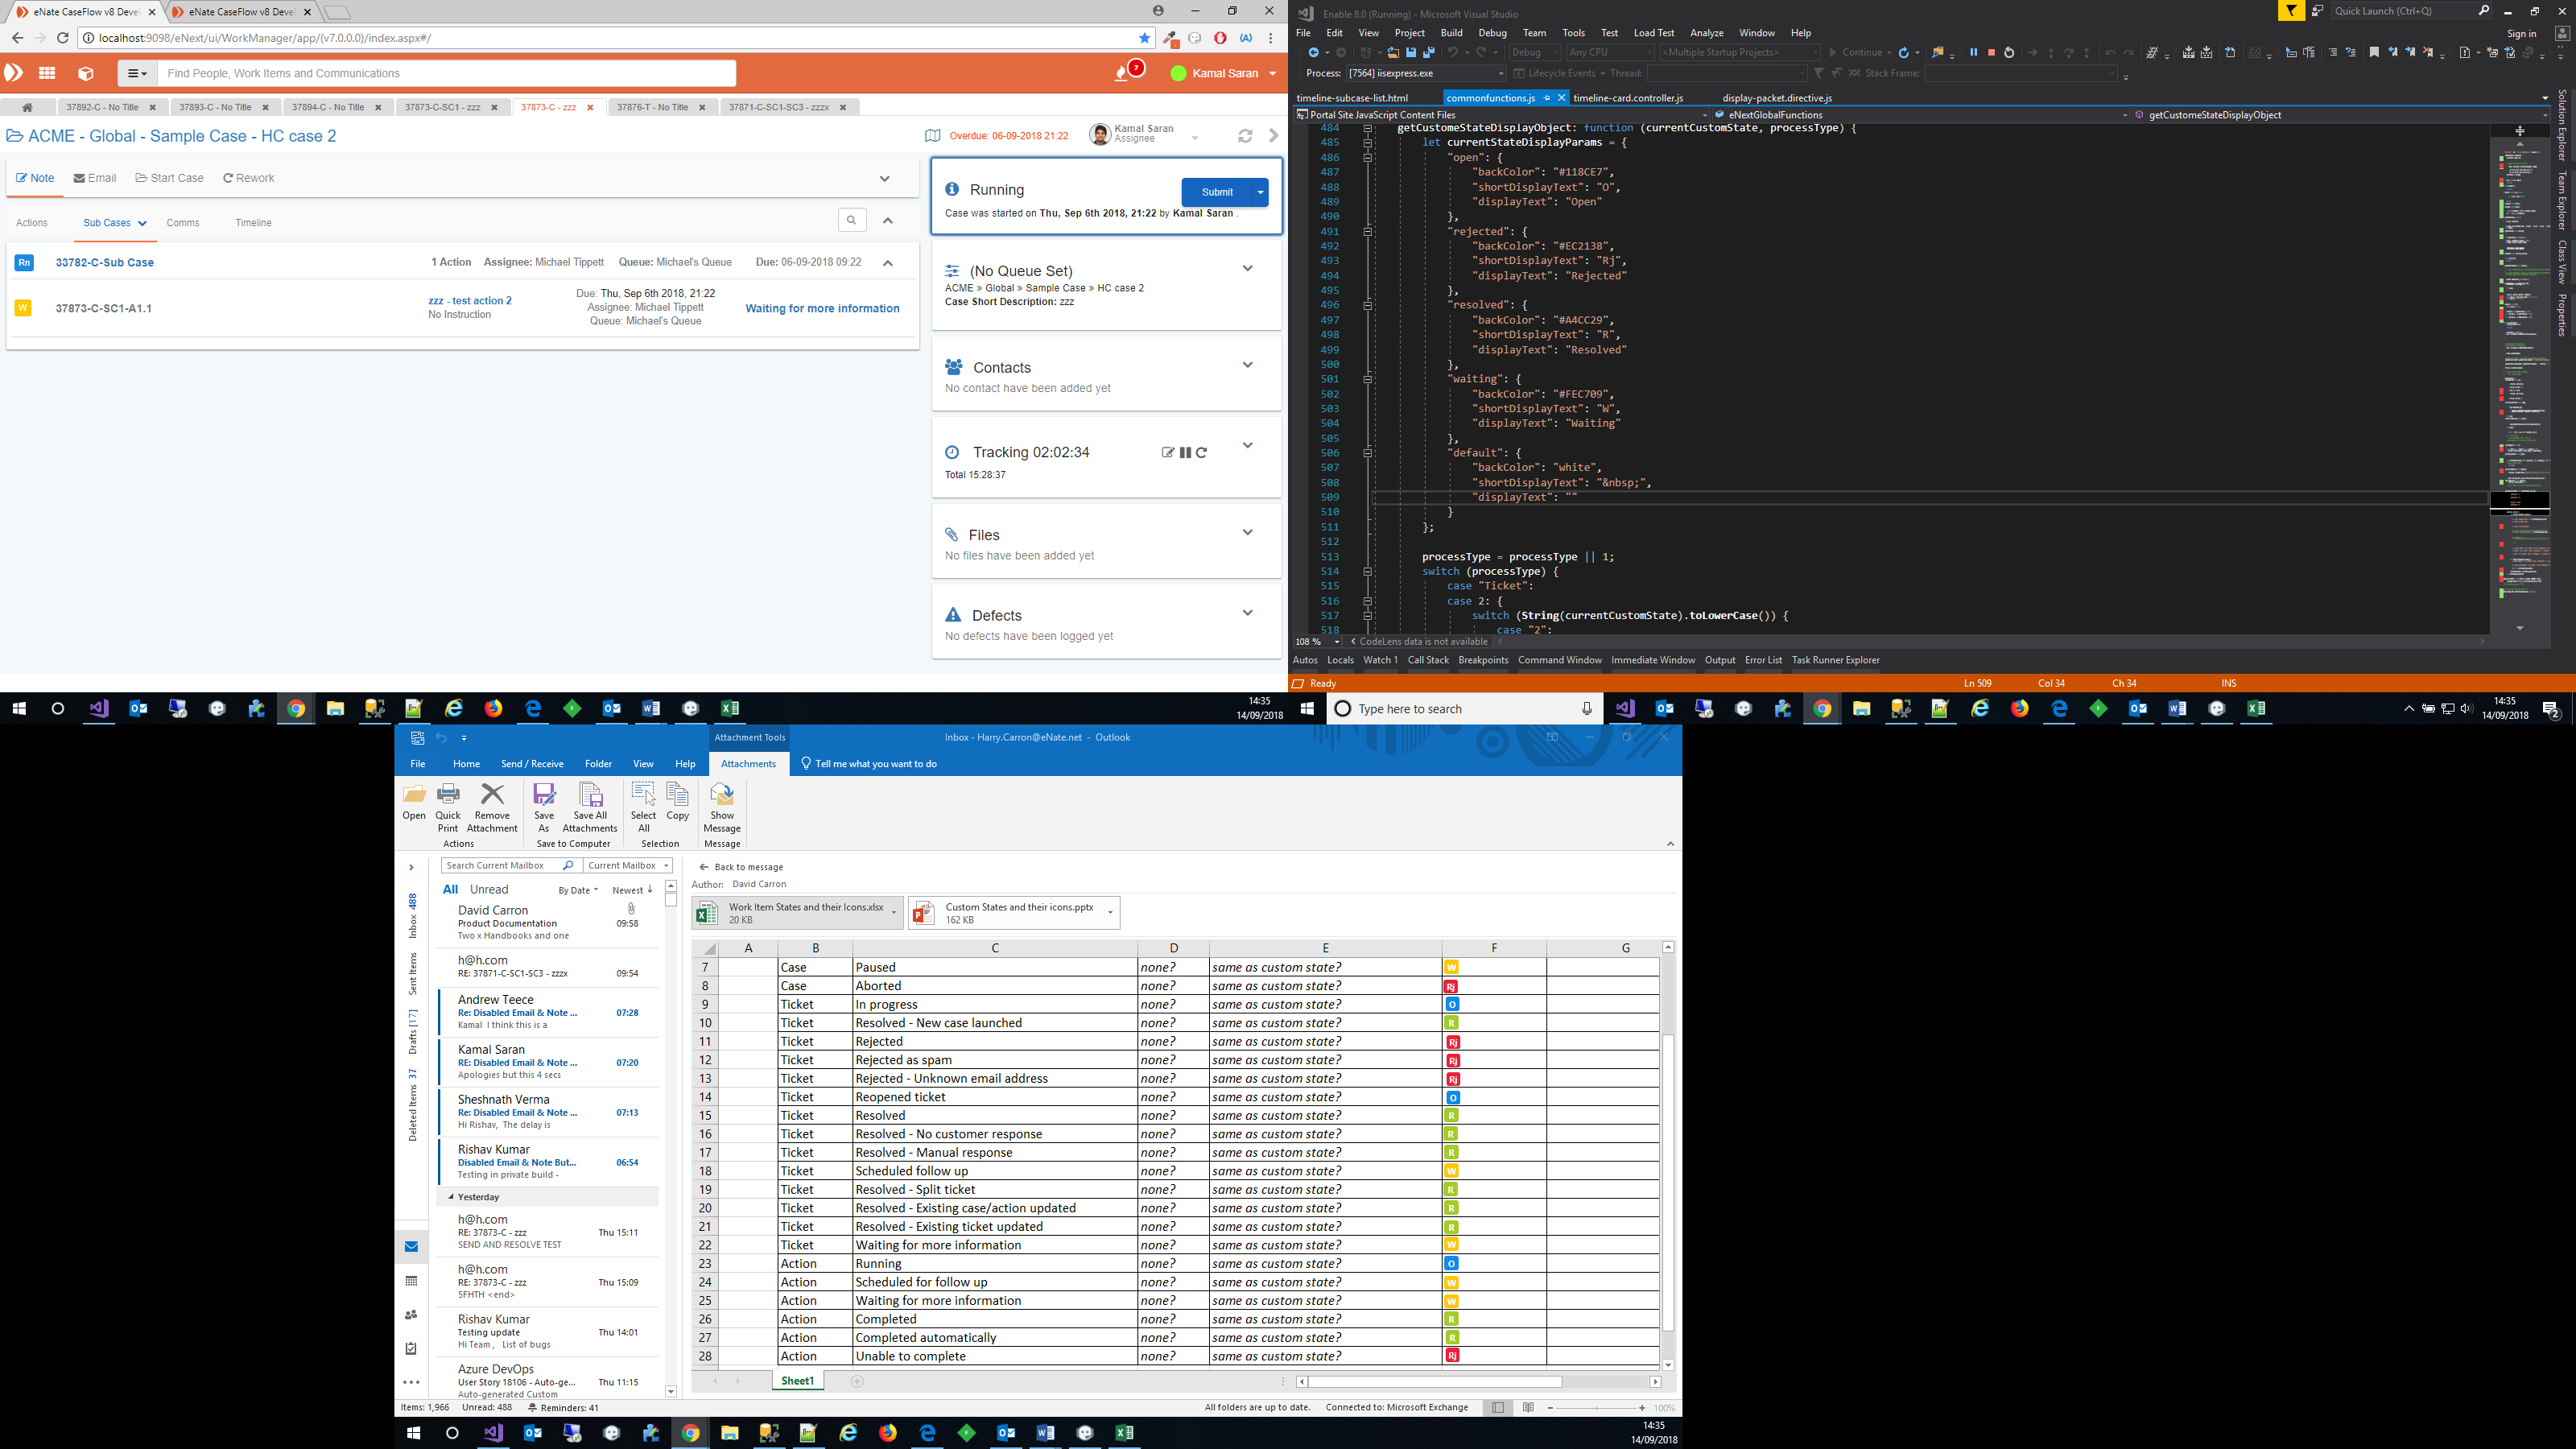 eNate CaseFlow v8 Devel
eNate CaseFlow v8 Devel
localhost:9098/eNext/ui/WorkManager/app/(v7.0.0.0)/index.aspx#/
Find People, Work Items and Communications
7
Kamal Saran
37892-C - No Title
37893-C - No Title
37894-C - No Title
37873-C-SC1 - zzz
37873-C - zzz
37876-T - No Title
37871-C-SC1-SC3 - zzzx
ACME - Global - Sample Case - HC case 2
Overdue: 06-09-2018 21:22
Kamal Saran
Assignee
Note Email Start Case Rework
Actions Sub Cases Comms Timeline
Rn 33782-C-Sub Case 1 Action Assignee: Michael Tippett Queue: Michael's Queue Due: 06-09-2018 09:22
W 37873-C-SC1-A1.1
zzz - test action 2
No Instruction
Due: Thu, Sep 6th 2018, 21:22
Assignee: Michael Tippett
Queue: Michael's Queue
Waiting for more information
Running
Submit
Case was started on Thu, Sep 6th 2018, 21:22 by Kamal Saran .
(No Queue Set)
ACME » Global » Sample Case » HC case 2
Case Short Description: zzz
Contacts
No contact have been added yet
Tracking 02:02:34
Total 15:28:37
Files
No files have been added yet
Defects
No defects have been logged yet
14:35
14/09/2018
Enable 8.0 (Running) - Microsoft Visual Studio
Quick Launch (Ctrl+Q)
File Edit View Project Build Debug Team Tools Test Load Test Analyze Window Help
Sign in
Debug Any CPU <Multiple Startup Projects> Continue
Process: [7564] iisexpress.exe Lifecycle Events Thread: Stack Frame:
timeline-subcase-list.html commonfunctions.js timeline-card.controller.js display-packet.directive.js
Portal Site JavaScript Content Files eNextGlobalFunctions getCustomeStateDisplayObject
484 getCustomeStateDisplayObject: function (currentCustomState, processType) {
485 let currentStateDisplayParams = {
486 "open": {
487 "backColor": "#118CE7",
488 "shortDisplayText": "O",
489 "displayText": "Open"
490 },
491 "rejected": {
492 "backColor": "#EC2138",
493 "shortDisplayText": "Rj",
494 "displayText": "Rejected"
495 },
496 "resolved": {
497 "backColor": "#A4CC29",
498 "shortDisplayText": "R",
499 "displayText": "Resolved"
500 },
501 "waiting": {
502 "backColor": "#FEC709",
503 "shortDisplayText": "W",
504 "displayText": "Waiting"
505 },
506 "default": {
507 "backColor": "white",
508 "shortDisplayText": "&nbsp;",
509 "displayText": ""
510 }
511 };
512
513 processType = processType || 1;
514 switch (processType) {
515 case "Ticket":
516 case 2: {
517 switch (String(currentCustomState).toLowerCase()) {
518 case "2":
108 % CodeLens data is not available
Autos Locals Watch 1 Call Stack Breakpoints Command Window Immediate Window Output Error List Task Runner Explorer
Ready Ln 509 Col 34 Ch 34 INS
Solution Explorer
Team Explorer
Class View
Properties
Type here to search
14:35
14/09/2018
2
Attachment Tools
Inbox - Harry.Carron@eNate.net - Outlook
File Home Send / Receive Folder View Help Attachments Tell me what you want to do
Open
Quick Print
Remove Attachment
Save As
Save All Attachments
Select All
Copy
Show Message
Actions Save to Computer Selection Message
Search Current Mailbox Current Mailbox
All Unread By Date Newest
Inbox 488
Sent Items
Drafts [17]
Deleted Items 37
David Carron
Product Documentation 09:58
Two x Handbooks and one
h@h.com
RE: 37871-C-SC1-SC3 - zzzx 09:54
Andrew Teece
Re: Disabled Email & Note ... 07:28
Kamal I think this is a
Kamal Saran
RE: Disabled Email & Note ... 07:20
Apologies but this 4 secs
Sheshnath Verma
Re: Disabled Email & Note ... 07:13
Hi Rishav, The delay is
Rishav Kumar
Disabled Email & Note But... 06:54
Testing in private build -
Yesterday
h@h.com
RE: 37873-C - zzz Thu 15:11
SEND AND RESOLVE TEST
h@h.com
RE: 37873-C - zzz Thu 15:09
SFHTH <end>
Rishav Kumar
Testing update Thu 14:01
Hi Team , List of bugs
Azure DevOps
User Story 18106 - Auto-ge... Thu 11:15
Auto-generated Custom
Back to message
Author: David Carron
Work Item States and their Icons.xlsx
20 KB
Custom States and their icons.pptx
162 KB
A B C D E F G
7 Case Paused none? same as custom state? W
8 Case Aborted none? same as custom state? Rj
9 Ticket In progress none? same as custom state? O
10 Ticket Resolved - New case launched none? same as custom state? R
11 Ticket Rejected none? same as custom state? Rj
12 Ticket Rejected as spam none? same as custom state? Rj
13 Ticket Rejected - Unknown email address none? same as custom state? Rj
14 Ticket Reopened ticket none? same as custom state? O
15 Ticket Resolved none? same as custom state? R
16 Ticket Resolved - No customer response none? same as custom state? R
17 Ticket Resolved - Manual response none? same as custom state? R
18 Ticket Scheduled follow up none? same as custom state? W
19 Ticket Resolved - Split ticket none? same as custom state? R
20 Ticket Resolved - Existing case/action updated none? same as custom state? R
21 Ticket Resolved - Existing ticket updated none? same as custom state? R
22 Ticket Waiting for more information none? same as custom state? W
23 Action Running none? same as custom state? O
24 Action Scheduled for follow up none? same as custom state? W
25 Action Waiting for more information none? same as custom state? W
26 Action Completed none? same as custom state? R
27 Action Completed automatically none? same as custom state? R
28 Action Unable to complete none? same as custom state? Rj
Sheet1
Items: 1,966 Unread: 488 Reminders: 41 All folders are up to date. Connected to: Microsoft Exchange 100%
14:35
14/09/2018